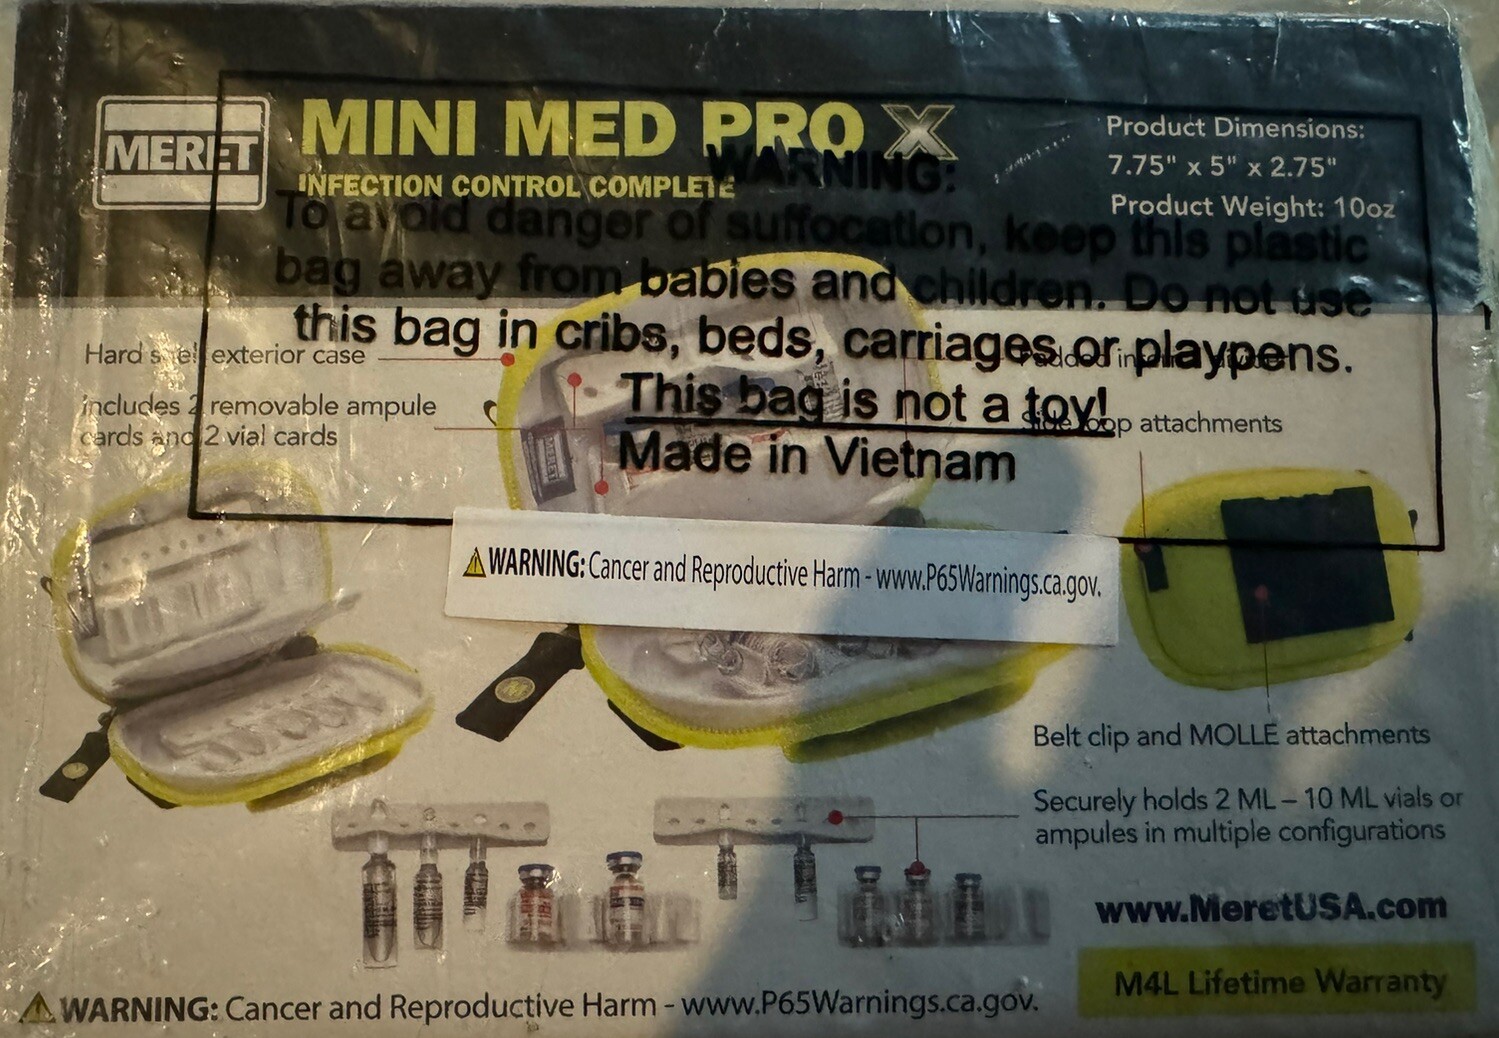 MERET
MINI MED PRO X
INFECTION CONTROL COMPLETE
Product Dimensions:
7.75" x 5" x 2.75"
Product Weight: 10oz
WARNING:
To avoid danger of suffocation, keep this plastic
bag away from babies and children. Do not use
this bag in cribs, beds, carriages or playpens.
This bag is not a toy!
Made in Vietnam
Hard shell exterior case
includes 2 removable ampule
cards and 2 vial cards
Padded
Side loop attachments
MERET
⚠WARNING: Cancer and Reproductive Harm - www.P65Warnings.ca.gov.
Belt clip and MOLLE attachments
Securely holds 2 ML – 10 ML vials or
ampules in multiple configurations
www.MeretUSA.com
M4L Lifetime Warranty
⚠WARNING: Cancer and Reproductive Harm - www.P65Warnings.ca.gov.